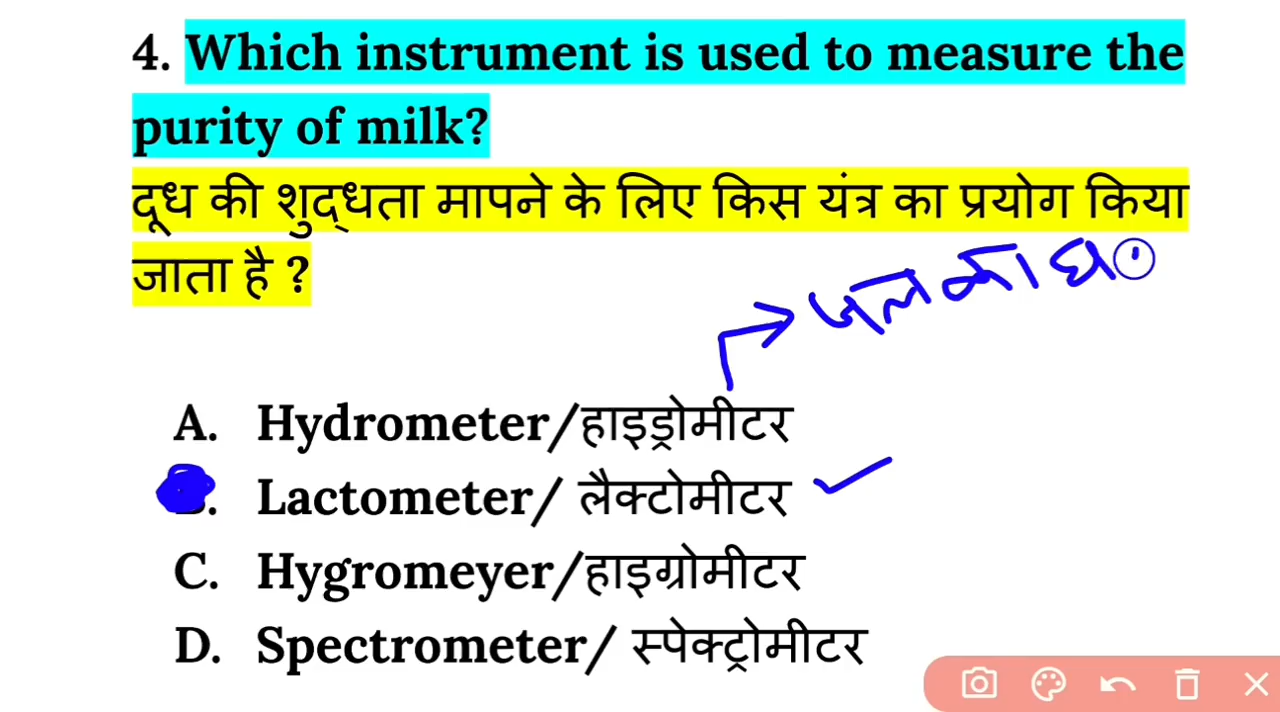 4. Which instrument is used to measure the
purity of milk?
दूध की शुद्धता मापने के लिए किस यंत्र का प्रयोग किया
जाता है ?
जल का घ
A. Hydrometer/हाइड्रोमीटर
B. Lactometer/ लैक्टोमीटर
C. Hygromeyer/हाइग्रोमीटर
D. Spectrometer/ स्पेक्ट्रोमीटर